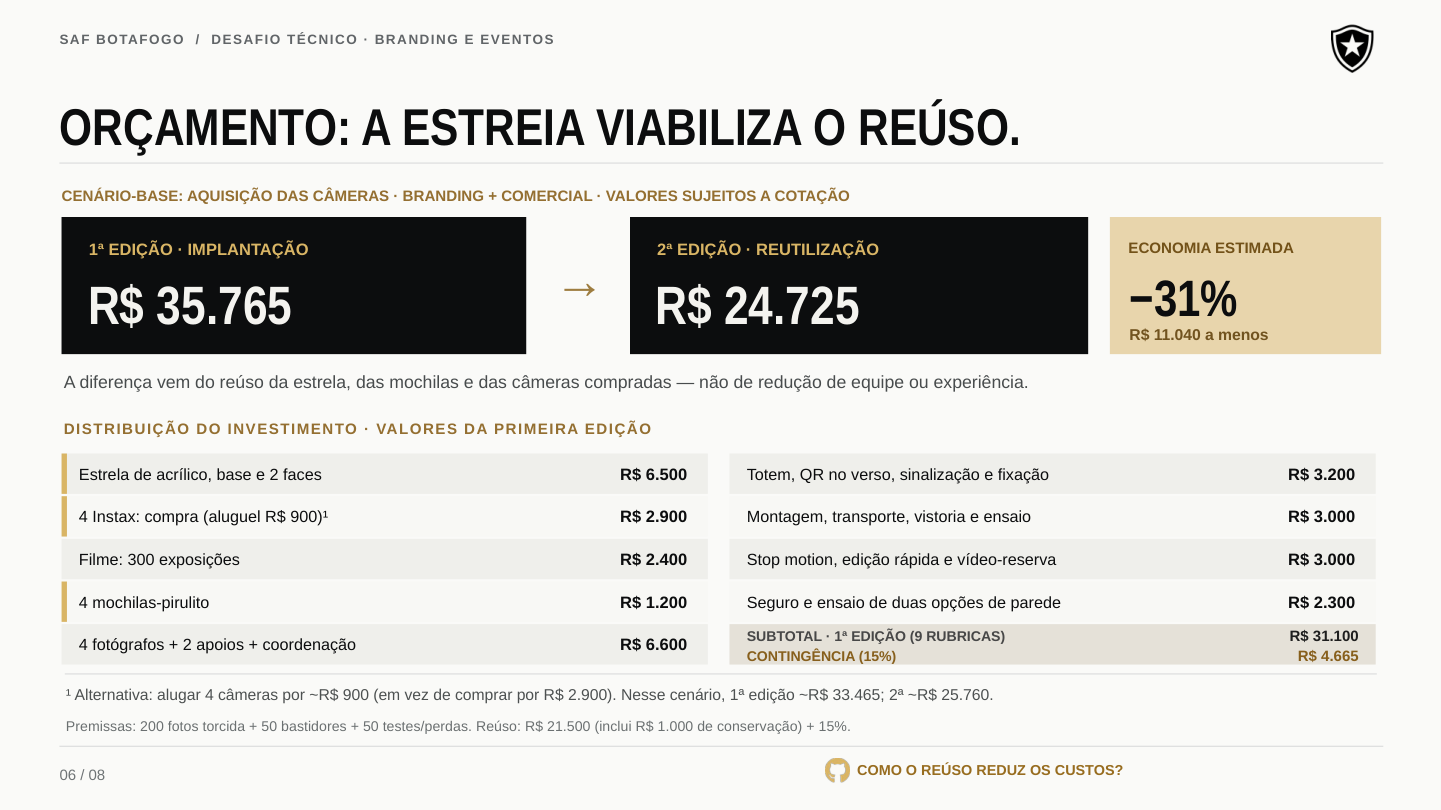 SAF BOTAFOGO / DESAFIO TÉCNICO · BRANDING E EVENTOS
ORÇAMENTO: A ESTREIA VIABILIZA O REÚSO.
CENÁRIO-BASE: AQUISIÇÃO DAS CÂMERAS · BRANDING + COMERCIAL · VALORES SUJEITOS A COTAÇÃO
1ª EDIÇÃO · IMPLANTAÇÃO
R$ 35.765
→
2ª EDIÇÃO · REUTILIZAÇÃO
R$ 24.725
ECONOMIA ESTIMADA
−31%
R$ 11.040 a menos
A diferença vem do reúso da estrela, das mochilas e das câmeras compradas — não de redução de equipe ou experiência.
DISTRIBUIÇÃO DO INVESTIMENTO · VALORES DA PRIMEIRA EDIÇÃO
Estrela de acrílico, base e 2 faces R$ 6.500
4 Instax: compra (aluguel R$ 900)¹ R$ 2.900
Filme: 300 exposições R$ 2.400
4 mochilas-pirulito R$ 1.200
4 fotógrafos + 2 apoios + coordenação R$ 6.600
Totem, QR no verso, sinalização e fixação R$ 3.200
Montagem, transporte, vistoria e ensaio R$ 3.000
Stop motion, edição rápida e vídeo-reserva R$ 3.000
Seguro e ensaio de duas opções de parede R$ 2.300
SUBTOTAL · 1ª EDIÇÃO (9 RUBRICAS) R$ 31.100
CONTINGÊNCIA (15%) R$ 4.665
¹ Alternativa: alugar 4 câmeras por ~R$ 900 (em vez de comprar por R$ 2.900). Nesse cenário, 1ª edição ~R$ 33.465; 2ª ~R$ 25.760.
Premissas: 200 fotos torcida + 50 bastidores + 50 testes/perdas. Reúso: R$ 21.500 (inclui R$ 1.000 de conservação) + 15%.
06 / 08
COMO O REÚSO REDUZ OS CUSTOS?